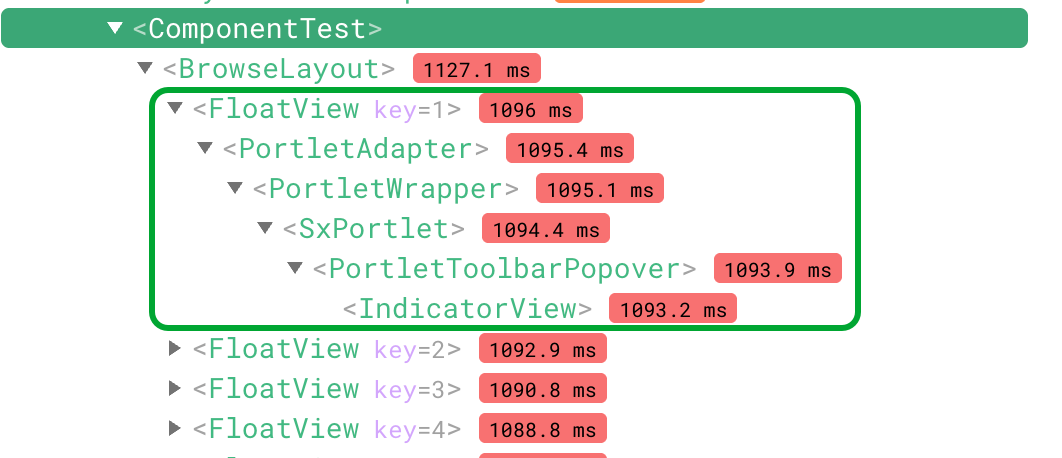 <ComponentTest>
<BrowseLayout> 1127.1 ms
<FloatView key=1> 1096 ms
<PortletAdapter> 1095.4 ms
<PortletWrapper> 1095.1 ms
<SxPortlet> 1094.4 ms
<PortletToolbarPopover> 1093.9 ms
<IndicatorView> 1093.2 ms
<FloatView key=2> 1092.9 ms
<FloatView key=3> 1090.8 ms
<FloatView key=4> 1088.8 ms